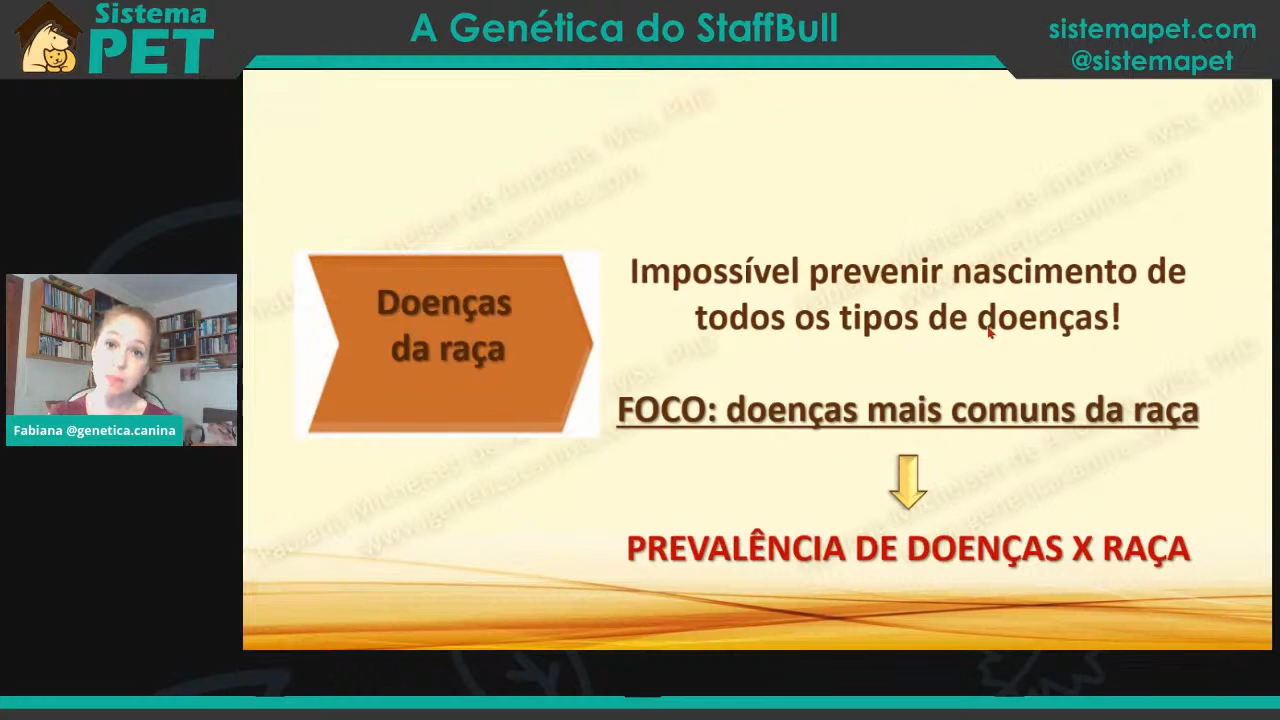 Sistema
PET
A Genética do StaffBull
sistemapet.com
@sistemapet
Doenças
da raça
Impossível prevenir nascimento de
todos os tipos de doenças!
FOCO: doenças mais comuns da raça
PREVALÊNCIA DE DOENÇAS X RAÇA
Fabiana @genetica.canina